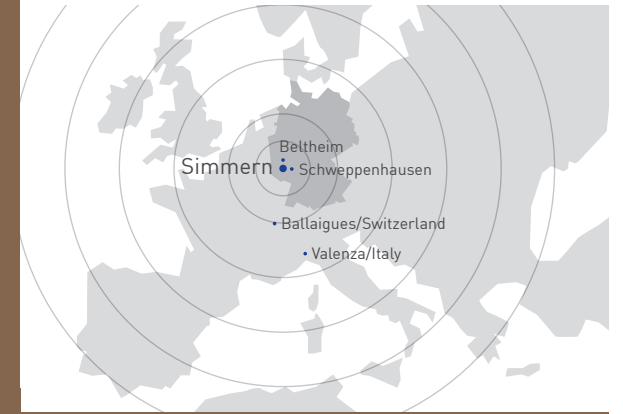 Beltheim
Simmern
Schweppenhausen
Ballaigues/Switzerland
Valenza/Italy